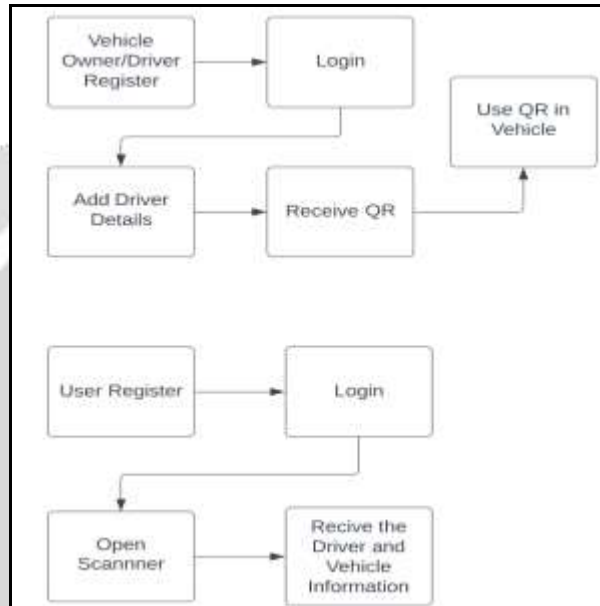 Vehicle
Owner/Driver
Register
Login
Use QR in
Vehicle
Add Driver
Details
Receive QR
User Register
Login
Open
Scannner
Recive the
Driver and
Vehicle
Information